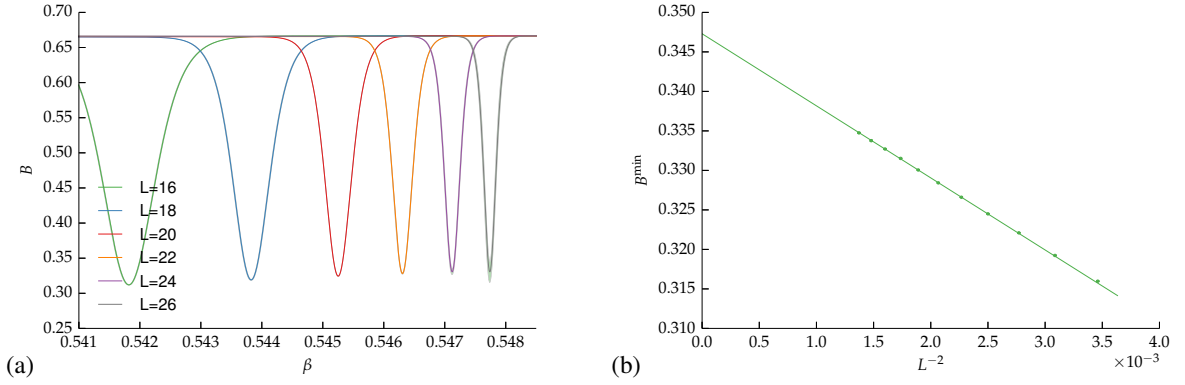 0.70
0.65
0.60
0.55
0.50
0.45
0.40
0.35
0.30
0.25
B
L=16
L=18
L=20
L=22
L=24
L=26
0.541 0.542 0.543 0.544 0.545 0.546 0.547 0.548
β
(a)
0.350
0.345
0.340
0.335
0.330
0.325
0.320
0.315
0.310
B^min
0.0 0.5 1.0 1.5 2.0 2.5 3.0 3.5 4.0
L⁻² ×10⁻³
(b)